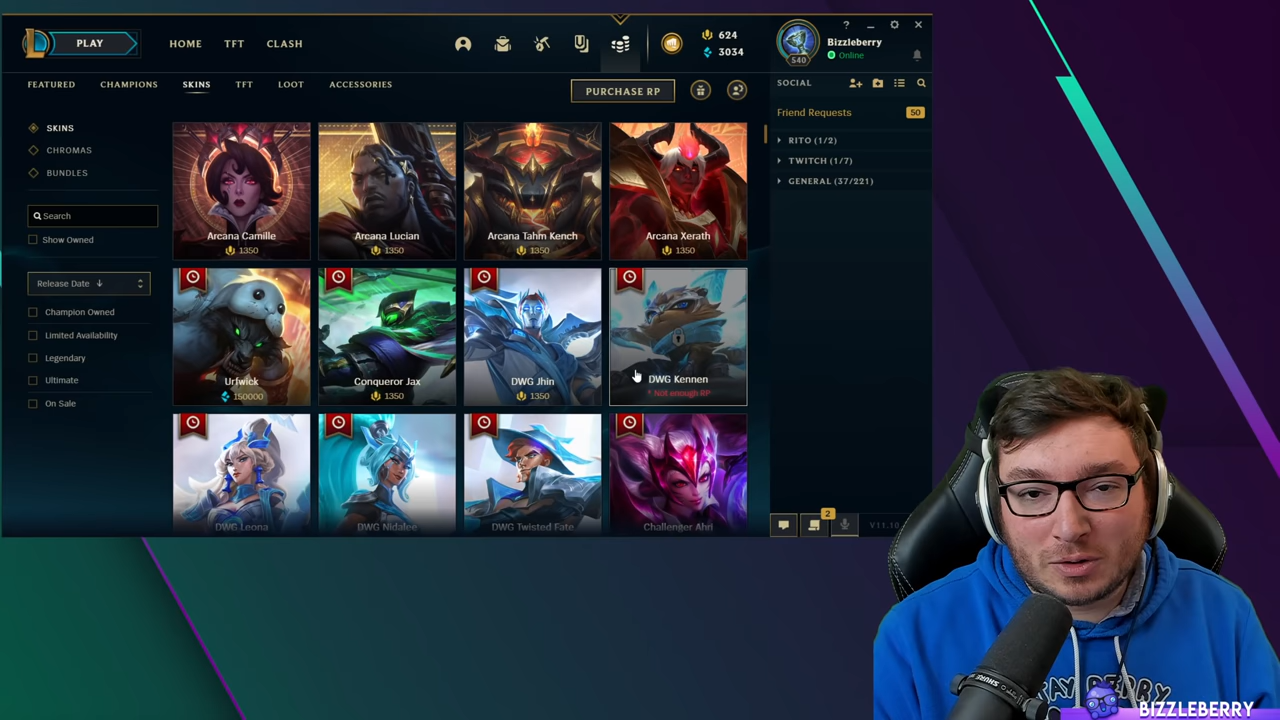 PLAY
HOME
TFT
CLASH
624
3034
540
Bizzleberry
Online
FEATURED
CHAMPIONS
SKINS
TFT
LOOT
ACCESSORIES
PURCHASE RP
SOCIAL
Friend Requests
50
RITO (1/2)
TWITCH (1/7)
GENERAL (37/221)
SKINS
CHROMAS
BUNDLES
Search
Show Owned
Release Date
Champion Owned
Limited Availability
Legendary
Ultimate
On Sale
Arcana Camille
1350
Arcana Lucian
1350
Arcana Tahm Kench
1350
Arcana Xerath
1350
Urfwick
150000
Conqueror Jax
1350
DWG Jhin
1350
DWG Kennen
* Not enough RP
DWG Leona
DWG Nidalee
DWG Twisted Fate
Challenger Ahri
2
V11.10
SHURE
BERRY
BIZZLEBERRY